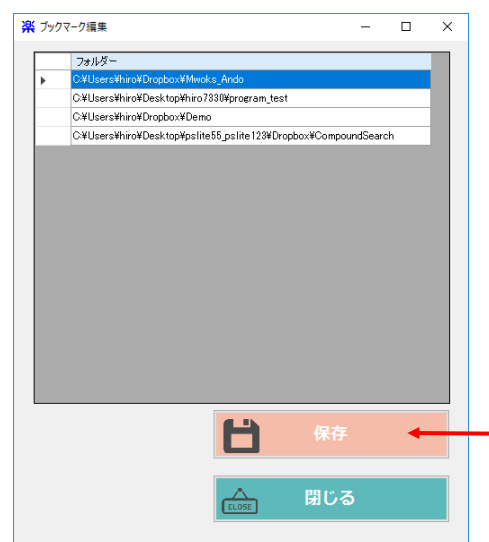 楽 ブックマーク編集
フォルダー
C:¥Users¥hiro¥Dropbox¥Mwoks_Ando
C:¥Users¥hiro¥Desktop¥hiro7330¥program_test
C:¥Users¥hiro¥Dropbox¥Demo
C:¥Users¥hiro¥Desktop¥pslite55_pslite123¥Dropbox¥CompoundSearch
保存
CLOSE 閉じる